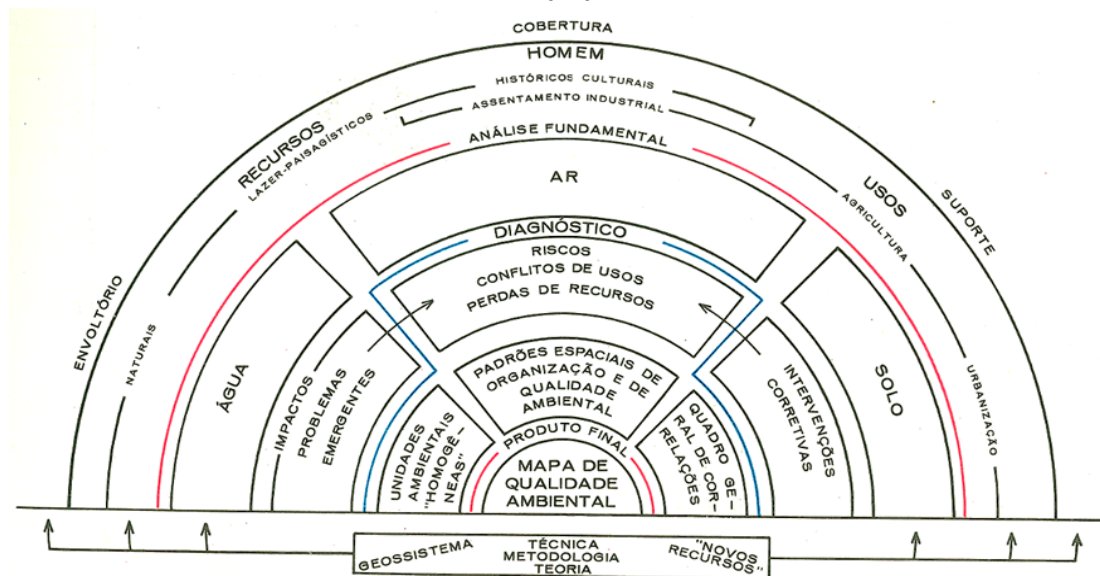 COBERTURA
HOMEM
HISTÓRICOS CULTURAIS
ASSENTAMENTO INDUSTRIAL
RECURSOS
LAZER-PAISAGÍSTICOS
ANÁLISE FUNDAMENTAL
USOS
AGRICULTURA
SUPORTE
ENVOLTÓRIO
NATURAIS
URBANIZAÇÃO
AR
ÁGUA
SOLO
DIAGNÓSTICO
RISCOS
CONFLITOS DE USOS
PERDAS DE RECURSOS
IMPACTOS
PROBLEMAS
EMERGENTES
INTERVENÇÕES
CORRETIVAS
PADRÕES ESPACIAIS DE
ORGANIZAÇÃO E DE
QUALIDADE
AMBIENTAL
UNIDADES
AMBIENTAIS
"HOMOGÊ-
NEAS"
QUADRO GE-
RAL DE COR-
RELAÇÕES
PRODUTO FINAL
MAPA DE
QUALIDADE
AMBIENTAL
GEOSSISTEMA
TÉCNICA
METODOLOGIA
TEORIA
"NOVOS
RECURSOS"